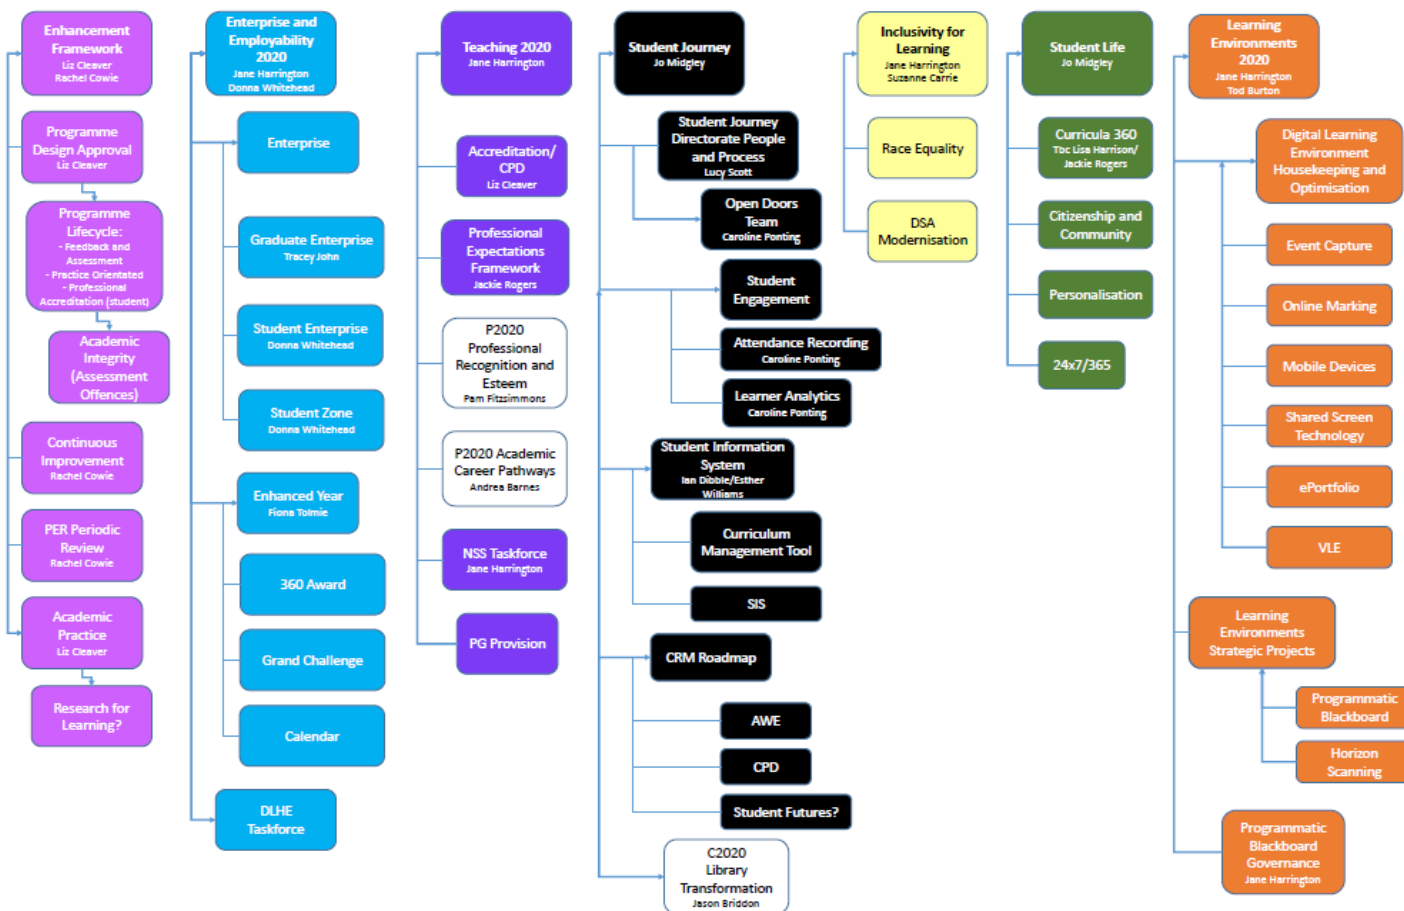 Enhancement
Framework
Liz Cleaver
Rachel Cowie
Programme
Design Approval
Liz Cleaver
Programme
Lifecycle:
- Feedback and
Assessment
- Practice Orientated
- Professional
Accreditation (student)
Academic
Integrity
(Assessment
Offences)
Continuous
Improvement
Rachel Cowie
PER Periodic
Review
Rachel Cowie
Academic
Practice
Liz Cleaver
Research for
Learning?
Enterprise and
Employability
2020
Jane Harrington
Donna Whitehead
Enterprise
Graduate Enterprise
Tracey John
Student Enterprise
Donna Whitehead
Student Zone
Donna Whitehead
Enhanced Year
Fiona Tolmie
360 Award
Grand Challenge
Calendar
DLHE
Taskforce
Teaching 2020
Jane Harrington
Accreditation/
CPD
Liz Cleaver
Professional
Expectations
Framework
Jackie Rogers
P2020
Professional
Recognition and
Esteem
Pam Fitzsimmons
P2020 Academic
Career Pathways
Andrea Barnes
NSS Taskforce
Jane Harrington
PG Provision
Student Journey
Jo Midgley
Student Journey
Directorate People
and Process
Lucy Scott
Open Doors
Team
Caroline Ponting
Student
Engagement
Attendance Recording
Caroline Ponting
Learner Analytics
Caroline Ponting
Student Information
System
Ian Dibble/Esther
Williams
Curriculum
Management Tool
SIS
CRM Roadmap
AWE
CPD
Student Futures?
C2020
Library
Transformation
Jason Briddon
Inclusivity for
Learning
Jane Harrington
Suzanne Carrie
Race Equality
DSA
Modernisation
Student Life
Jo Midgley
Curricula 360
Tbc Lisa Harrison/
Jackie Rogers
Citizenship and
Community
Personalisation
24x7/365
Learning
Environments
2020
Jane Harrington
Tod Burton
Digital Learning
Environment
Housekeeping and
Optimisation
Event Capture
Online Marking
Mobile Devices
Shared Screen
Technology
ePortfolio
VLE
Learning
Environments
Strategic Projects
Programmatic
Blackboard
Horizon
Scanning
Programmatic
Blackboard
Governance
Jane Harrington